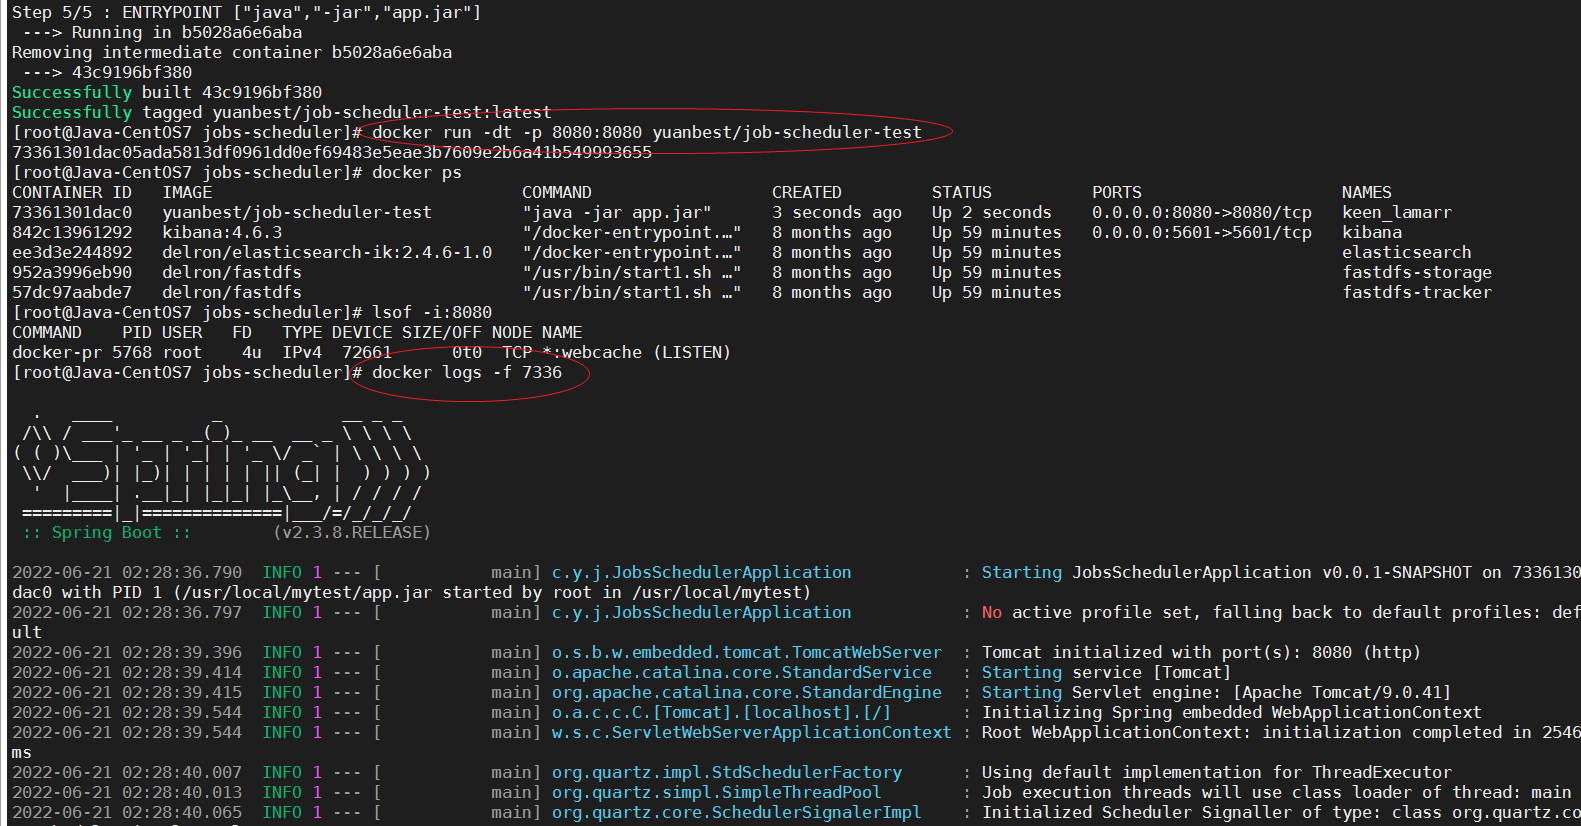 Step 5/5 : ENTRYPOINT ["java","-jar","app.jar"]
 ---> Running in b5028a6e6aba
Removing intermediate container b5028a6e6aba
 ---> 43c9196bf380
Successfully built 43c9196bf380
Successfully tagged yuanbest/job-scheduler-test:latest
[root@Java-CentOS7 jobs-scheduler]# docker run -dt -p 8080:8080 yuanbest/job-scheduler-test
73361301dac05ada5813df0961dd0ef69483e5eae3b7609e2b6a41b549993655
[root@Java-CentOS7 jobs-scheduler]# docker ps
CONTAINER ID   IMAGE                               COMMAND                  CREATED         STATUS          PORTS                    NAMES
73361301dac0   yuanbest/job-scheduler-test         "java -jar app.jar"      3 seconds ago   Up 2 seconds    0.0.0.0:8080->8080/tcp   keen_lamarr
842c13961292   kibana:4.6.3                        "/docker-entrypoint.…"   8 months ago    Up 59 minutes   0.0.0.0:5601->5601/tcp   kibana
ee3d3e244892   delron/elasticsearch-ik:2.4.6-1.0   "/docker-entrypoint.…"   8 months ago    Up 59 minutes                            elasticsearch
952a3996eb90   delron/fastdfs                      "/usr/bin/start1.sh …"   8 months ago    Up 59 minutes                            fastdfs-storage
57dc97aabde7   delron/fastdfs                      "/usr/bin/start1.sh …"   8 months ago    Up 59 minutes                            fastdfs-tracker
[root@Java-CentOS7 jobs-scheduler]# lsof -i:8080
COMMAND    PID USER   FD   TYPE DEVICE SIZE/OFF NODE NAME
docker-pr 5768 root    4u  IPv4  72661      0t0  TCP *:webcache (LISTEN)
[root@Java-CentOS7 jobs-scheduler]# docker logs -f 7336
  .   ____          _            __ _ _
 /\\ / ___'_ __ _ _(_)_ __  __ _ \ \ \ \
( ( )\___ | '_ | '_| | '_ \/ _` | \ \ \ \
 \\/  ___)| |_)| | | | | || (_| |  ) ) ) )
  '  |____| .__|_| |_|_| |_\__, | / / / /
 =========|_|==============|___/=/_/_/_/
 :: Spring Boot ::        (v2.3.8.RELEASE)
2022-06-21 02:28:36.790  INFO 1 --- [           main] c.y.j.JobsSchedulerApplication           : Starting JobsSchedulerApplication v0.0.1-SNAPSHOT on 7336130
dac0 with PID 1 (/usr/local/mytest/app.jar started by root in /usr/local/mytest)
2022-06-21 02:28:36.797  INFO 1 --- [           main] c.y.j.JobsSchedulerApplication           : No active profile set, falling back to default profiles: def
ult
2022-06-21 02:28:39.396  INFO 1 --- [           main] o.s.b.w.embedded.tomcat.TomcatWebServer  : Tomcat initialized with port(s): 8080 (http)
2022-06-21 02:28:39.414  INFO 1 --- [           main] o.apache.catalina.core.StandardService   : Starting service [Tomcat]
2022-06-21 02:28:39.415  INFO 1 --- [           main] org.apache.catalina.core.StandardEngine  : Starting Servlet engine: [Apache Tomcat/9.0.41]
2022-06-21 02:28:39.544  INFO 1 --- [           main] o.a.c.c.C.[Tomcat].[localhost].[/]       : Initializing Spring embedded WebApplicationContext
2022-06-21 02:28:39.544  INFO 1 --- [           main] w.s.c.ServletWebServerApplicationContext : Root WebApplicationContext: initialization completed in 2546
ms
2022-06-21 02:28:40.007  INFO 1 --- [           main] org.quartz.impl.StdSchedulerFactory      : Using default implementation for ThreadExecutor
2022-06-21 02:28:40.013  INFO 1 --- [           main] org.quartz.simpl.SimpleThreadPool        : Job execution threads will use class loader of thread: main
2022-06-21 02:28:40.065  INFO 1 --- [           main] org.quartz.core.SchedulerSignalerImpl    : Initialized Scheduler Signaller of type: class org.quartz.co